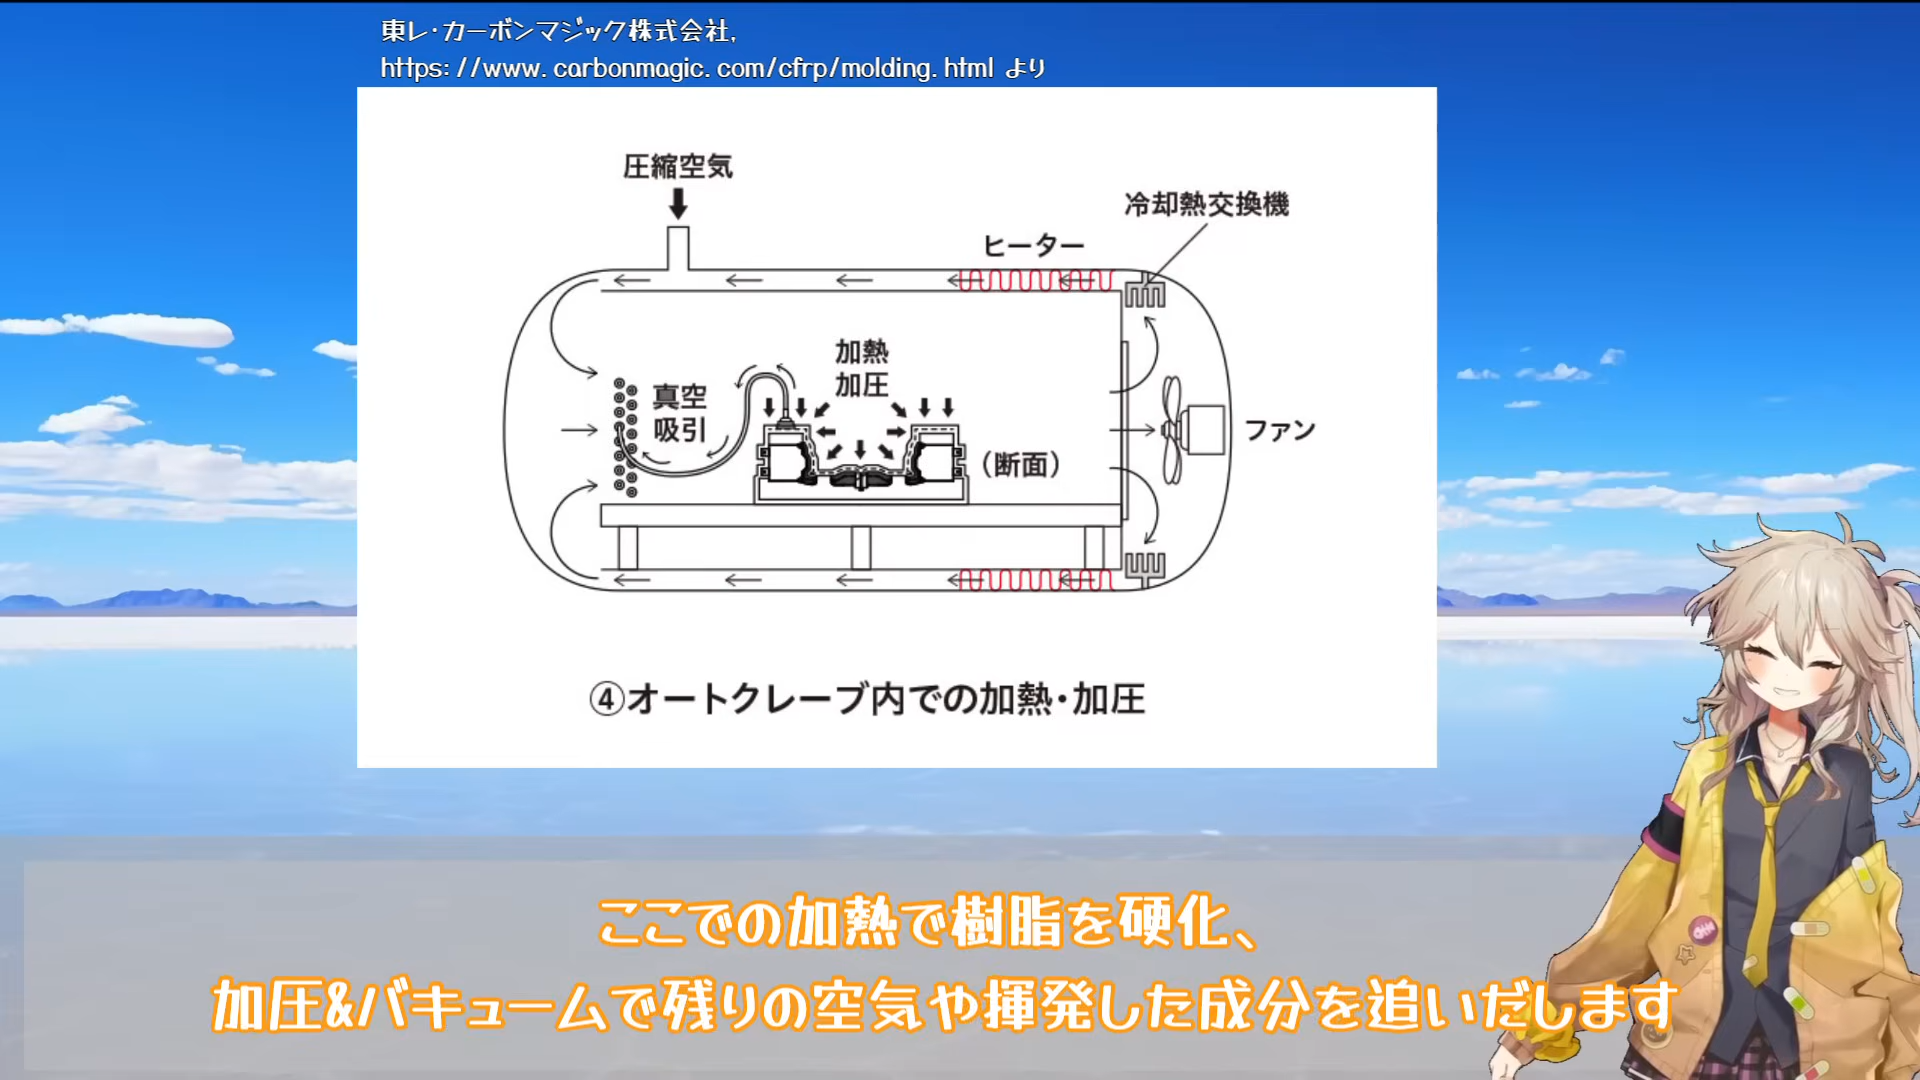 東レ・カーボンマジック株式会社,
https: //www. carbonmagic. com/cfrp/molding. html より
圧縮空気
冷却熱交換機
ヒーター
加熱
加圧
真空
吸引
ファン
（断面）
④オートクレーブ内での加熱・加圧
ここでの加熱で樹脂を硬化、
加圧&バキュームで残りの空気や揮発した成分を追いだします